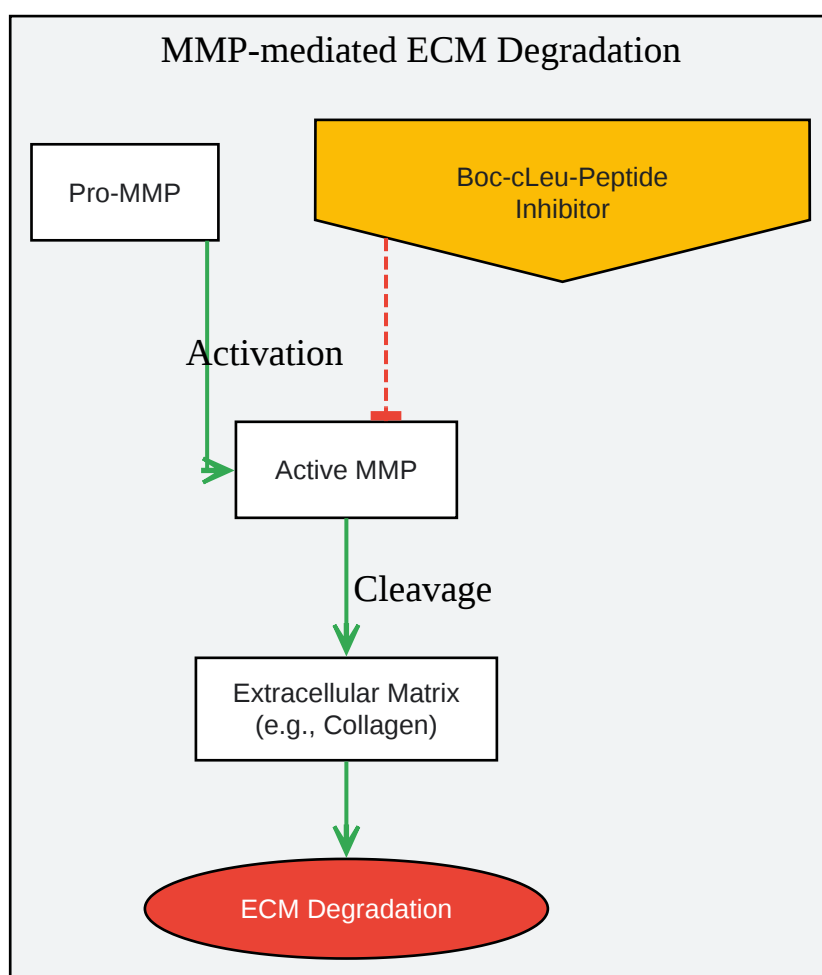 MMP-mediated ECM Degradation
Pro-MMP
Boc-cLeu-Peptide
Inhibitor
Activation
Active MMP
Cleavage
Extracellular Matrix
(e.g., Collagen)
ECM Degradation